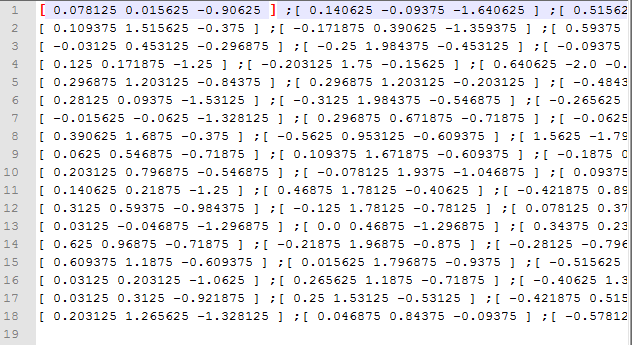 1 [ 0.078125 0.015625 -0.90625 ] ;[ 0.140625 -0.09375 -1.640625 ] ;[ 0.51562
2 [ 0.109375 1.515625 -0.375 ] ;[ -0.171875 0.390625 -1.359375 ] ;[ 0.59375
3 [ -0.03125 0.453125 -0.296875 ] ;[ -0.25 1.984375 -0.453125 ] ;[ -0.09375
4 [ 0.125 0.171875 -1.25 ] ;[ -0.203125 1.75 -0.15625 ] ;[ 0.640625 -2.0 -0.
5 [ 0.296875 1.203125 -0.84375 ] ;[ 0.296875 1.203125 -0.203125 ] ;[ -0.4843
6 [ 0.28125 0.09375 -1.53125 ] ;[ -0.3125 1.984375 -0.546875 ] ;[ -0.265625
7 [ -0.015625 -0.0625 -1.328125 ] ;[ 0.296875 0.671875 -0.71875 ] ;[ -0.0625
8 [ 0.390625 1.6875 -0.375 ] ;[ -0.5625 0.953125 -0.609375 ] ;[ 1.5625 -1.79
9 [ 0.0625 0.546875 -0.71875 ] ;[ 0.109375 1.671875 -0.609375 ] ;[ -0.1875 0
10 [ 0.203125 0.796875 -0.546875 ] ;[ -0.078125 1.9375 -1.046875 ] ;[ 0.09375
11 [ 0.140625 0.21875 -1.25 ] ;[ 0.46875 1.78125 -0.40625 ] ;[ -0.421875 0.89
12 [ 0.3125 0.59375 -0.984375 ] ;[ -0.125 1.78125 -0.78125 ] ;[ 0.078125 0.37
13 [ 0.03125 -0.046875 -1.296875 ] ;[ 0.0 0.46875 -1.296875 ] ;[ 0.34375 0.23
14 [ 0.625 0.96875 -0.71875 ] ;[ -0.21875 1.96875 -0.875 ] ;[ -0.28125 -0.796
15 [ 0.609375 1.1875 -0.609375 ] ;[ 0.015625 1.796875 -0.9375 ] ;[ -0.515625
16 [ 0.03125 0.203125 -1.0625 ] ;[ 0.265625 1.1875 -0.71875 ] ;[ -0.40625 1.3
17 [ 0.03125 0.3125 -0.921875 ] ;[ 0.25 1.53125 -0.53125 ] ;[ -0.421875 0.515
18 [ 0.203125 1.265625 -1.328125 ] ;[ 0.046875 0.84375 -0.09375 ] ;[ -0.57812
19